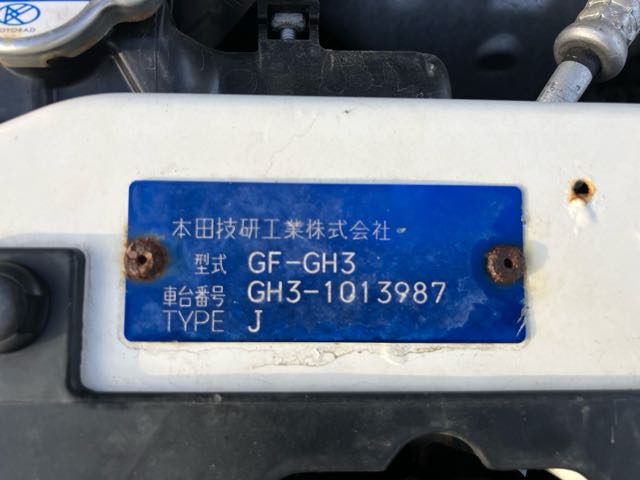 MOTORAD
本田技研工業株式会社
型式 GF-GH3
車台番号 GH3-1013987
TYPE J